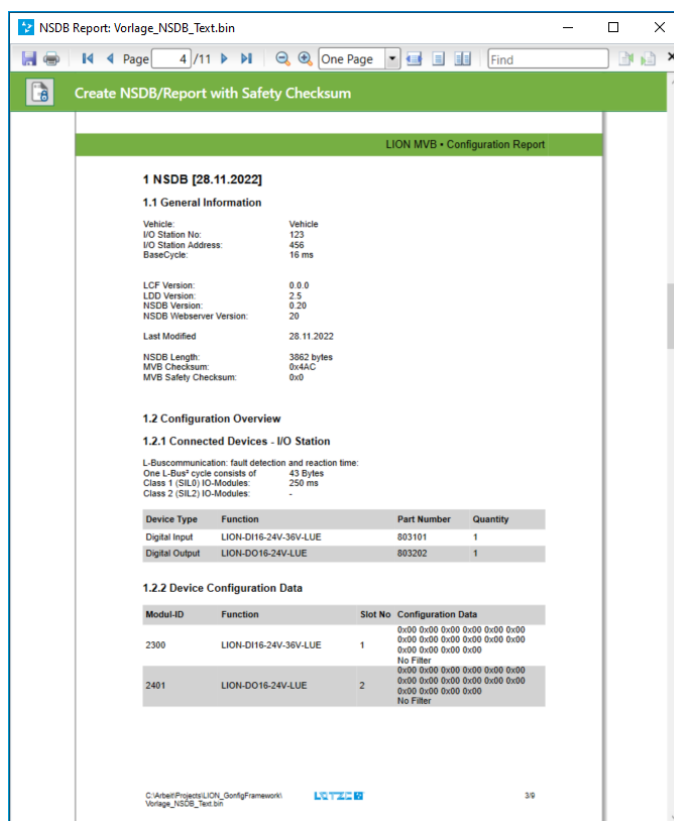 NSDB Report: Vorlage_NSDB_Text.bin
Page 4 /11 One Page Find
Create NSDB/Report with Safety Checksum
LION MVB • Configuration Report
1 NSDB [28.11.2022]
1.1 General Information
Vehicle: Vehicle
I/O Station No: 123
I/O Station Address: 456
BaseCycle: 16 ms
LCF Version: 0.0.0
LDD Version: 2.5
NSDB Version: 0.20
NSDB Webserver Version: 20
Last Modified 28.11.2022
NSDB Length: 3862 bytes
MVB Checksum: 0x4AC
MVB Safety Checksum: 0x0
1.2 Configuration Overview
1.2.1 Connected Devices - I/O Station
L-Buscommunication: fault detection and reaction time:
One L-Bus² cycle consists of 43 Bytes
Class 1 (SIL0) IO-Modules: 250 ms
Class 2 (SIL2) IO-Modules: -
Device Type Function Part Number Quantity
Digital Input LION-DI16-24V-36V-LUE 803101 1
Digital Output LION-DO16-24V-LUE 803202 1
1.2.2 Device Configuration Data
Modul-ID Function Slot No Configuration Data
0x00 0x00 0x00 0x00 0x00 0x00
2300 LION-DI16-24V-36V-LUE 1 0x00 0x00 0x00 0x00 0x00 0x00
0x00 0x00 0x00 0x00
No Filter
0x00 0x00 0x00 0x00 0x00 0x00
2401 LION-DO16-24V-LUE 2 0x00 0x00 0x00 0x00 0x00 0x00
0x00 0x00 0x00 0x00
No Filter
C:\Arbeit\Projects\LION_GonfigFramework\
Vorlage_NSDB_Text.bin
LÜTZE
3/9